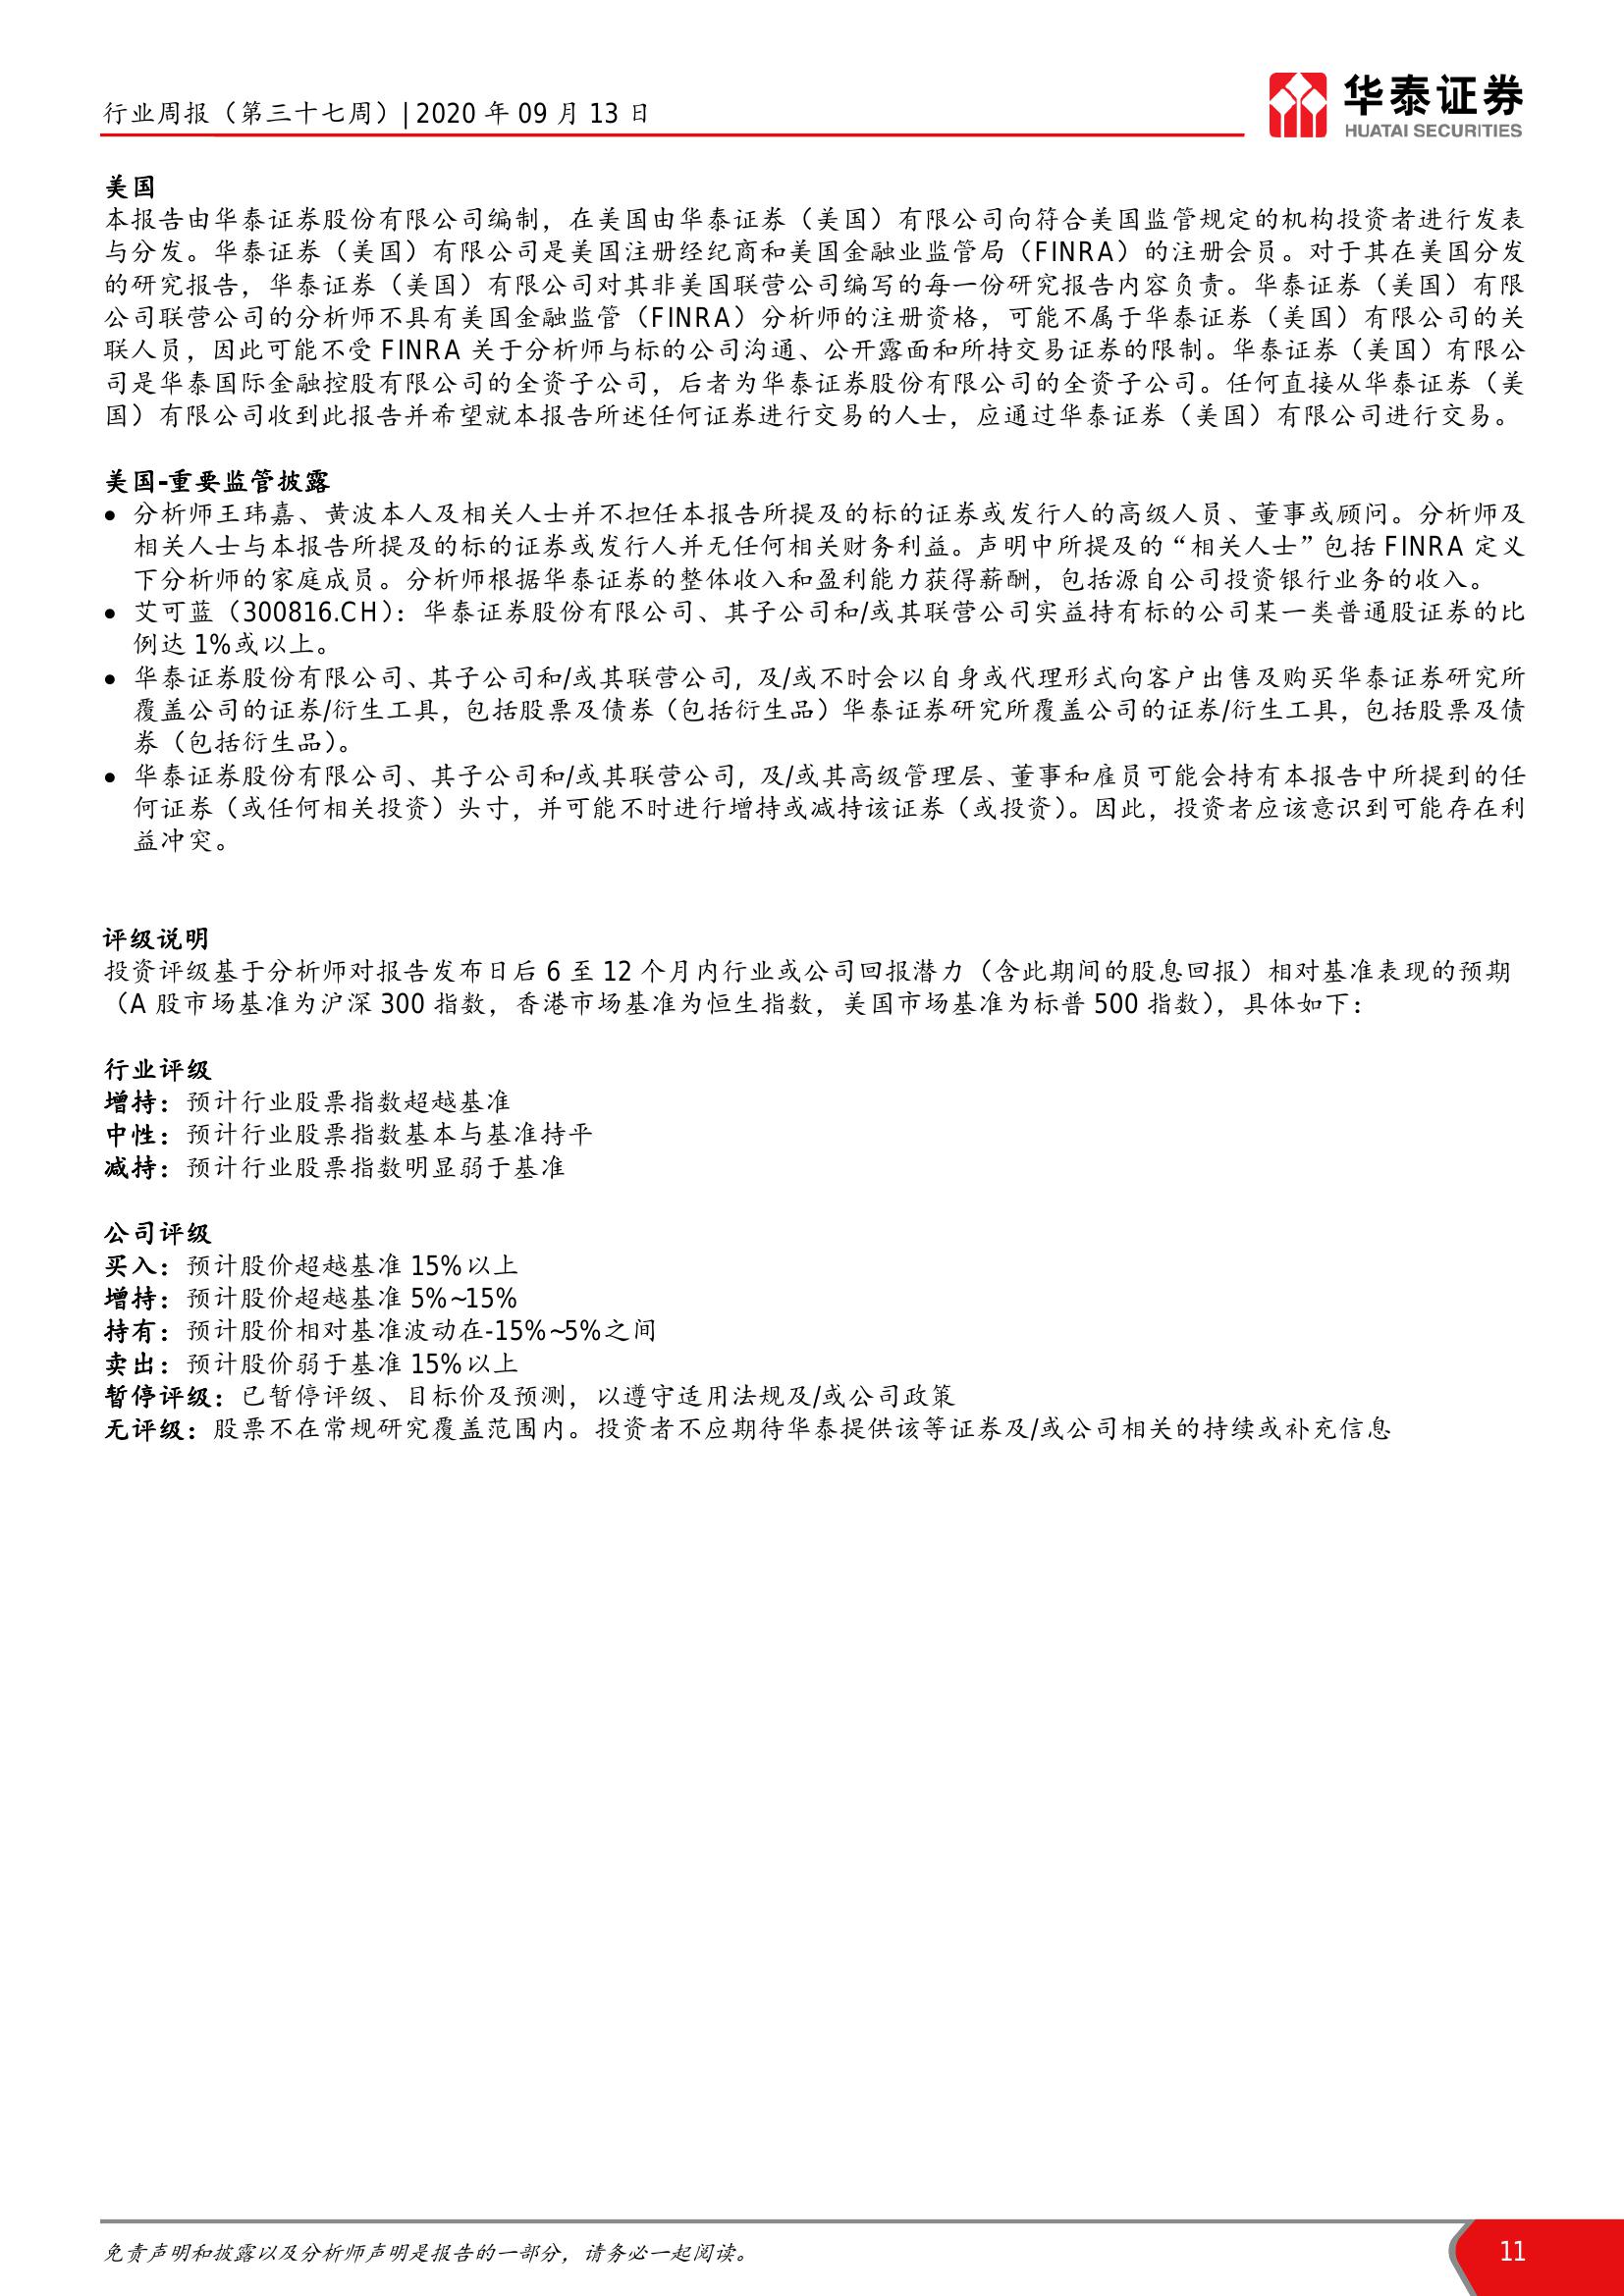 行业周报（第三十七周）| 2020 年 09 月 13 日
华泰证券
HUATAI SECURITIES
美国
本报告由华泰证券股份有限公司编制，在美国由华泰证券（美国）有限公司向符合美国监管规定的机构投资者进行发表
与分发。华泰证券（美国）有限公司是美国注册经纪商和美国金融业监管局（FINRA）的注册会员。对于其在美国分发
的研究报告，华泰证券（美国）有限公司对其非美国联营公司编写的每一份研究报告内容负责。华泰证券（美国）有限
公司联营公司的分析师不具有美国金融监管（FINRA）分析师的注册资格，可能不属于华泰证券（美国）有限公司的关
联人员，因此可能不受 FINRA 关于分析师与标的公司沟通、公开露面和所持交易证券的限制。华泰证券（美国）有限公
司是华泰国际金融控股有限公司的全资子公司，后者为华泰证券股份有限公司的全资子公司。任何直接从华泰证券（美
国）有限公司收到此报告并希望就本报告所述任何证券进行交易的人士，应通过华泰证券（美国）有限公司进行交易。
美国-重要监管披露
● 分析师王玮嘉、黄波本人及相关人士并不担任本报告所提及的标的证券或发行人的高级人员、董事或顾问。分析师及
相关人士与本报告所提及的标的证券或发行人并无任何相关财务利益。声明中所提及的“相关人士”包括 FINRA 定义
下分析师的家庭成员。分析师根据华泰证券的整体收入和盈利能力获得薪酬，包括源自公司投资银行业务的收入。
● 艾可蓝（300816.CH）：华泰证券股份有限公司、其子公司和/或其联营公司实益持有标的公司某一类普通股证券的比
例达 1%或以上。
● 华泰证券股份有限公司、其子公司和/或其联营公司, 及/或不时会以自身或代理形式向客户出售及购买华泰证券研究所
覆盖公司的证券/衍生工具，包括股票及债券（包括衍生品）华泰证券研究所覆盖公司的证券/衍生工具，包括股票及债
券（包括衍生品）。
● 华泰证券股份有限公司、其子公司和/或其联营公司, 及/或其高级管理层、董事和雇员可能会持有本报告中所提到的任
何证券（或任何相关投资）头寸，并可能不时进行增持或减持该证券（或投资）。因此，投资者应该意识到可能存在利
益冲突。
评级说明
投资评级基于分析师对报告发布日后 6 至 12 个月内行业或公司回报潜力（含此期间的股息回报）相对基准表现的预期
（A 股市场基准为沪深 300 指数，香港市场基准为恒生指数，美国市场基准为标普 500 指数），具体如下：
行业评级
增持：预计行业股票指数超越基准
中性：预计行业股票指数基本与基准持平
减持：预计行业股票指数明显弱于基准
公司评级
买入：预计股价超越基准 15%以上
增持：预计股价超越基准 5%~15%
持有：预计股价相对基准波动在-15%~5%之间
卖出：预计股价弱于基准 15%以上
暂停评级：已暂停评级、目标价及预测，以遵守适用法规及/或公司政策
无评级：股票不在常规研究覆盖范围内。投资者不应期待华泰提供该等证券及/或公司相关的持续或补充信息
免责声明和披露以及分析师声明是报告的一部分，请务必一起阅读。
11